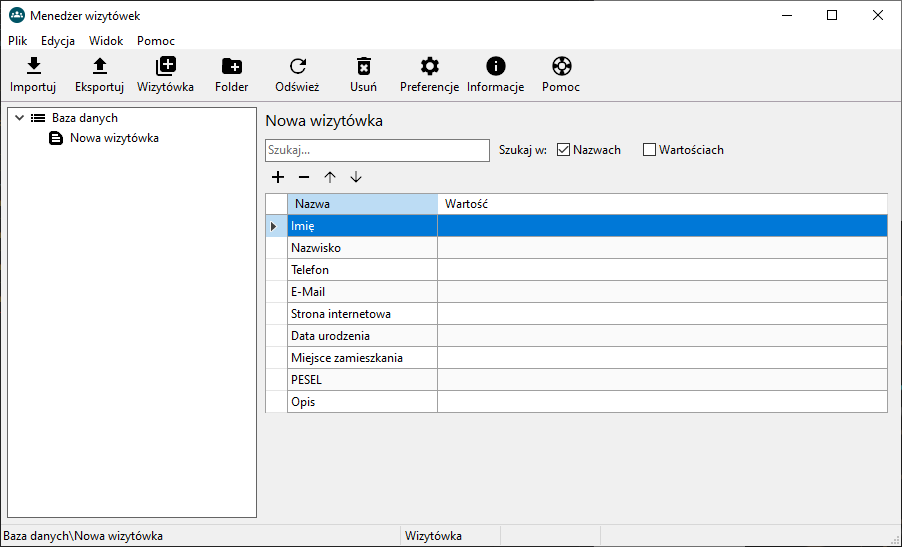 Menedżer wizytówek
Plik Edycja Widok Pomoc
Importuj Eksportuj Wizytówka Folder Odśwież Usuń Preferencje Informacje Pomoc
Baza danych
Nowa wizytówka
Nowa wizytówka
Szukaj... Szukaj w: Nazwach Wartościach
Nazwa Wartość
Imię
Nazwisko
Telefon
E-Mail
Strona internetowa
Data urodzenia
Miejsce zamieszkania
PESEL
Opis
Baza danych\Nowa wizytówka Wizytówka